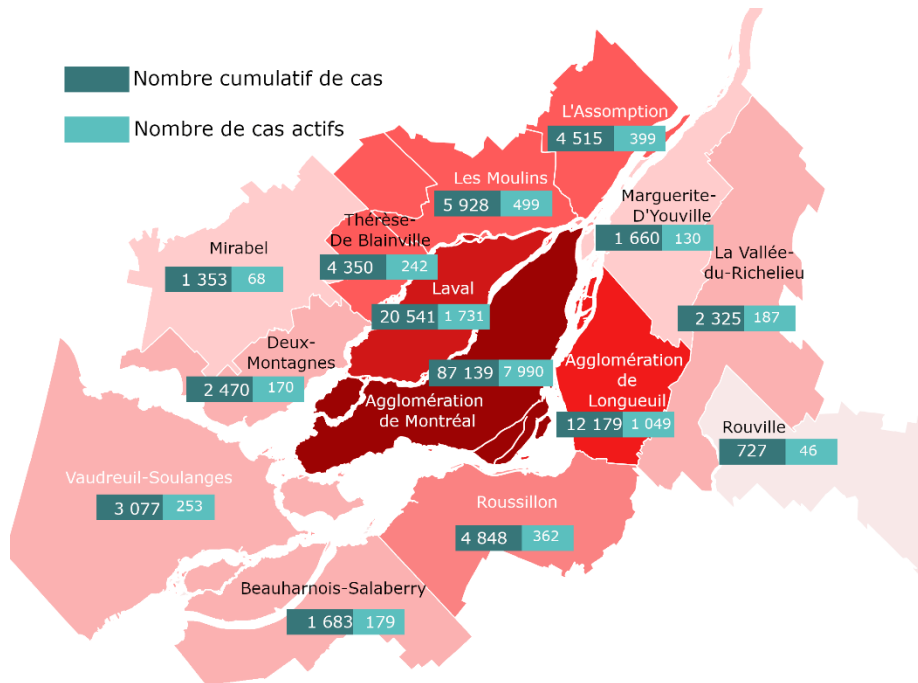 Nombre cumulatif de cas
Nombre de cas actifs
L'Assomption
4 515 399
Les Moulins
5 928 499
Marguerite-
D'Youville
1 660 130
Thérèse-
De Blainville
4 350 242
Mirabel
1 353 68
La Vallée-
du-Richelieu
2 325 187
Laval
20 541 1 731
Deux-
Montagnes
2 470 170
87 139 7 990
Agglomération
de Montréal
Agglomération
de
Longueuil
12 179 1 049
Rouville
727 46
Vaudreuil-Soulanges
3 077 253
Roussillon
4 848 362
Beauharnois-Salaberry
1 683 179